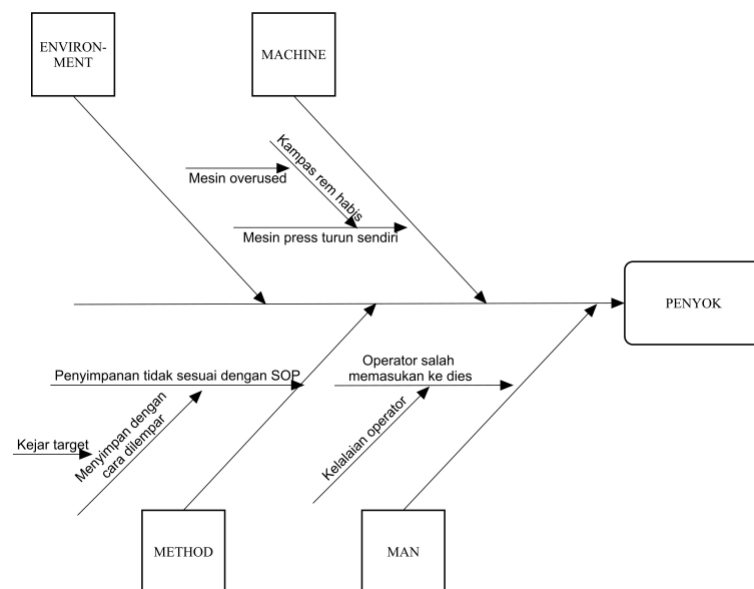 ENVIRON-
MENT
MACHINE
Kampas rem habis
Mesin overused
Mesin press turun sendiri
PENYOK
Penyimpanan tidak sesuai dengan SOP
Operator salah
memasukan ke dies
Menyimpan dengan
cara dilempar
Kejar target
Kelalaian operator
METHOD
MAN